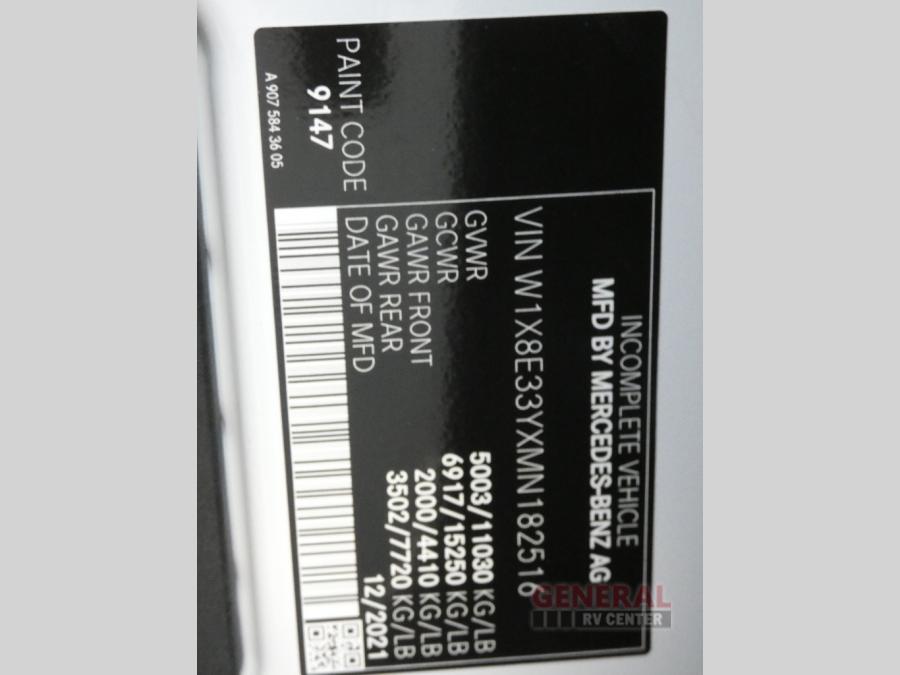 INCOMPLETE VEHICLE
MFD BY MERCEDES-BENZ AG
VIN W1X8E33YXMN182516
GVWR 5003/11030 KG/LB
GCWR 6917/15250 KG/LB
GAWR FRONT 2000/4410 KG/LB
GAWR REAR 3502/7720 KG/LB
DATE OF MFD 12/2021
PAINT CODE
9147
A 907 584 36 05
GENERAL
RV CENTER